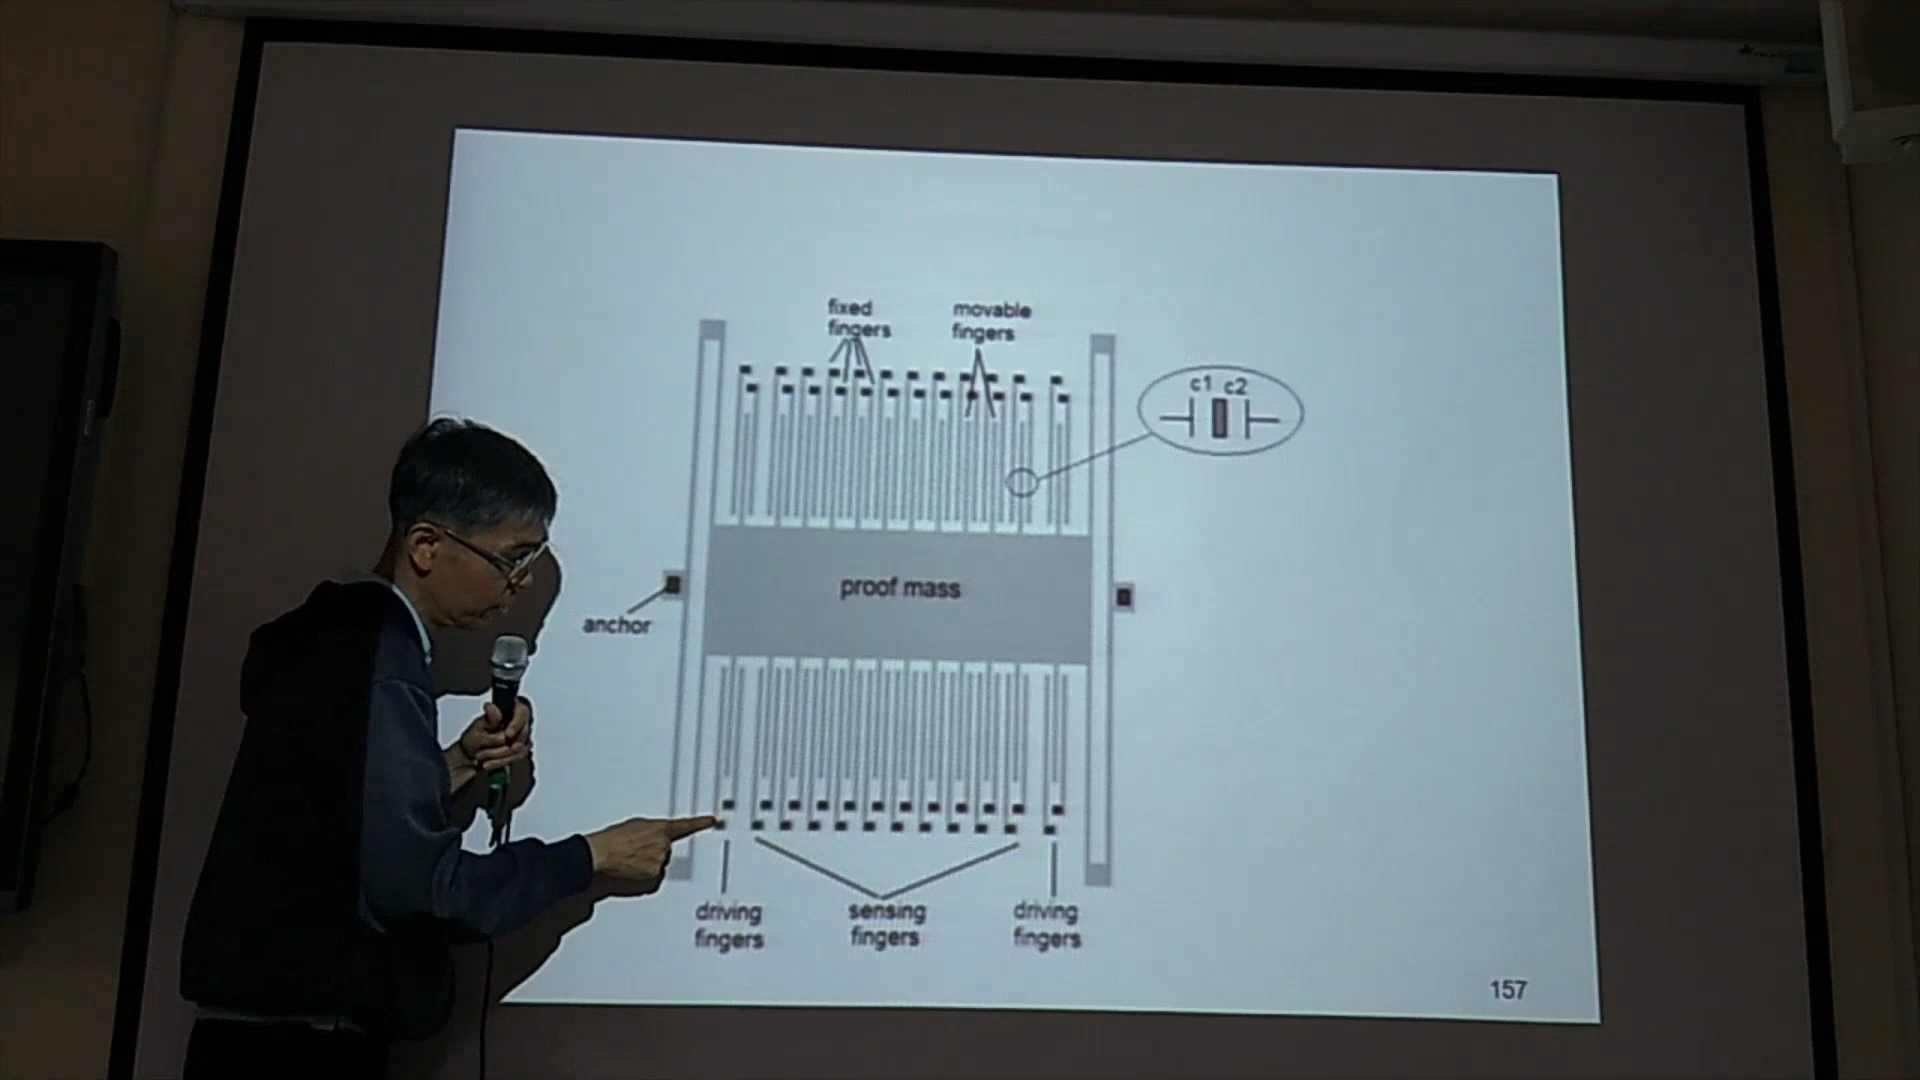 fixed
fingers
movable
fingers
c1 c2
proof mass
anchor
driving
fingers
sensing
fingers
driving
fingers
157